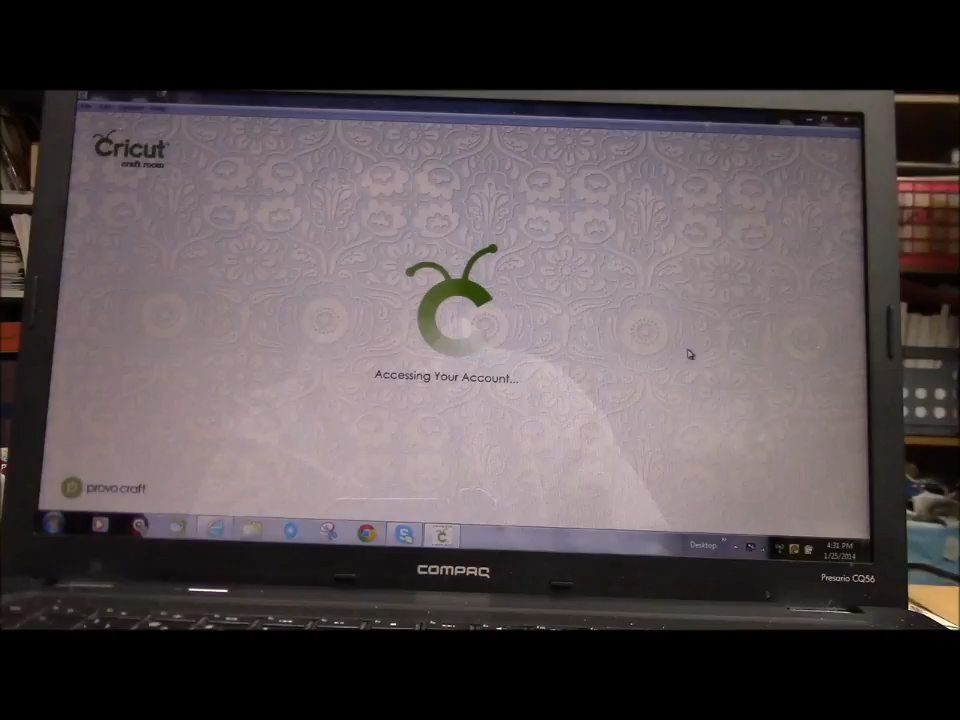 Cricut
craft room
Accessing Your Account...
provo craft
Desktop
4:31 PM
1/25/2014
COMPAQ
Presario CQ56